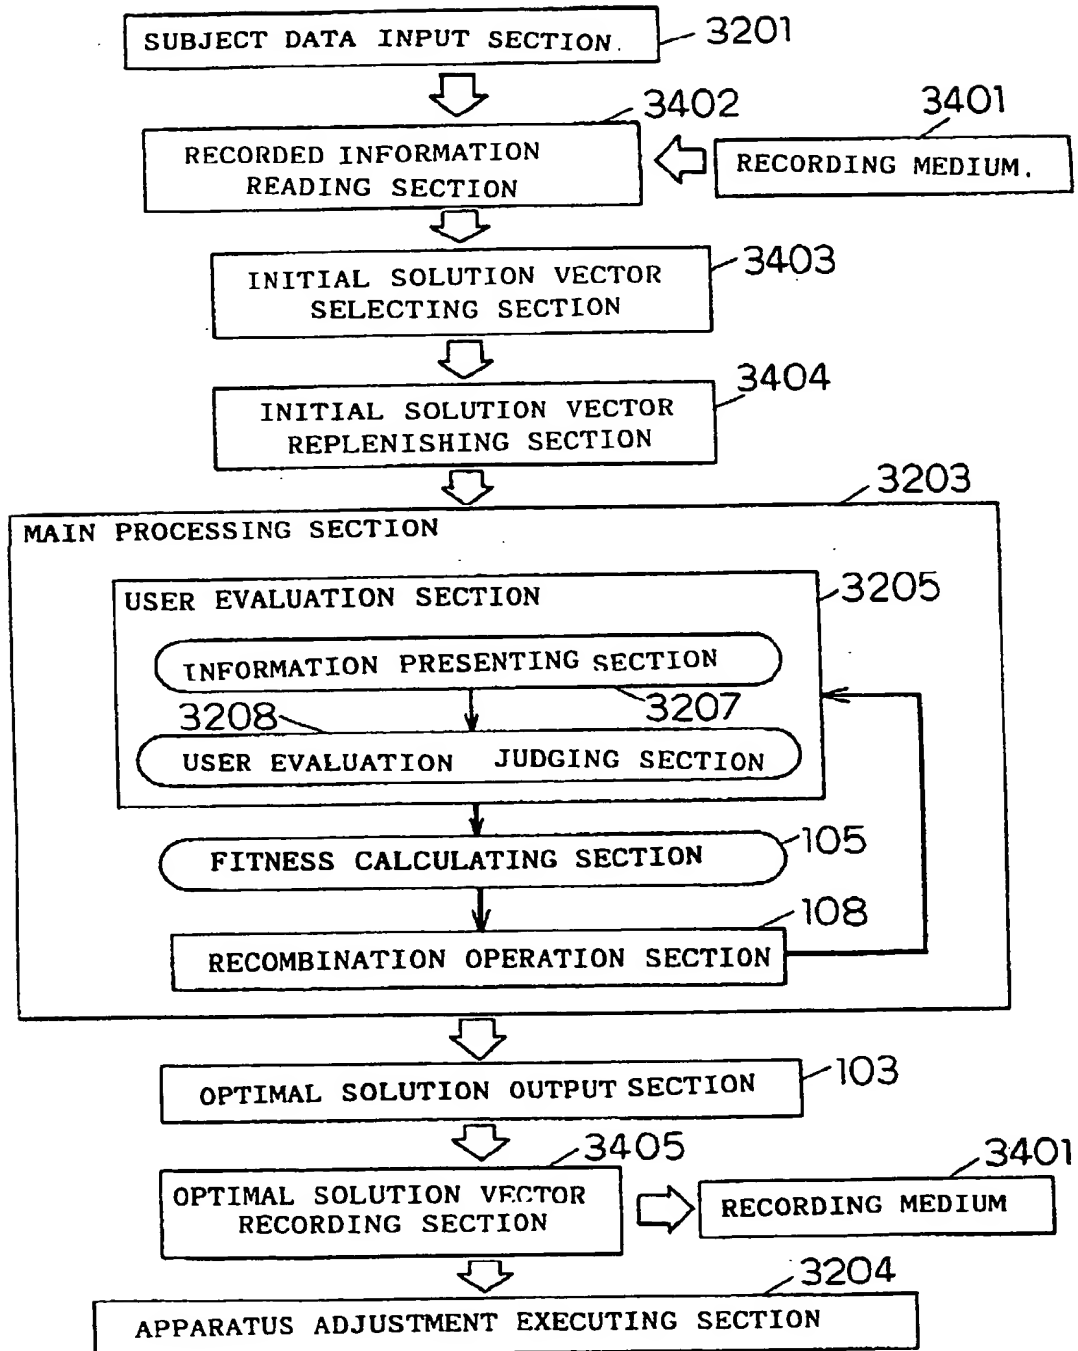 SUBJECT DATA INPUT SECTION.
3201
3402
3401
RECORDED INFORMATION
READING SECTION
RECORDING MEDIUM.
3403
INITIAL SOLUTION VECTOR
SELECTING SECTION
3404
INITIAL SOLUTION VECTOR
REPLENISHING SECTION
3203
MAIN PROCESSING SECTION
3205
USER EVALUATION SECTION
INFORMATION PRESENTING SECTION
3207
3208
USER EVALUATION JUDGING SECTION
105
FITNESS CALCULATING SECTION
108
RECOMBINATION OPERATION SECTION
103
OPTIMAL SOLUTION OUTPUT SECTION
3405
3401
OPTIMAL SOLUTION VECTOR
RECORDING SECTION
RECORDING MEDIUM
3204
APPARATUS ADJUSTMENT EXECUTING SECTION